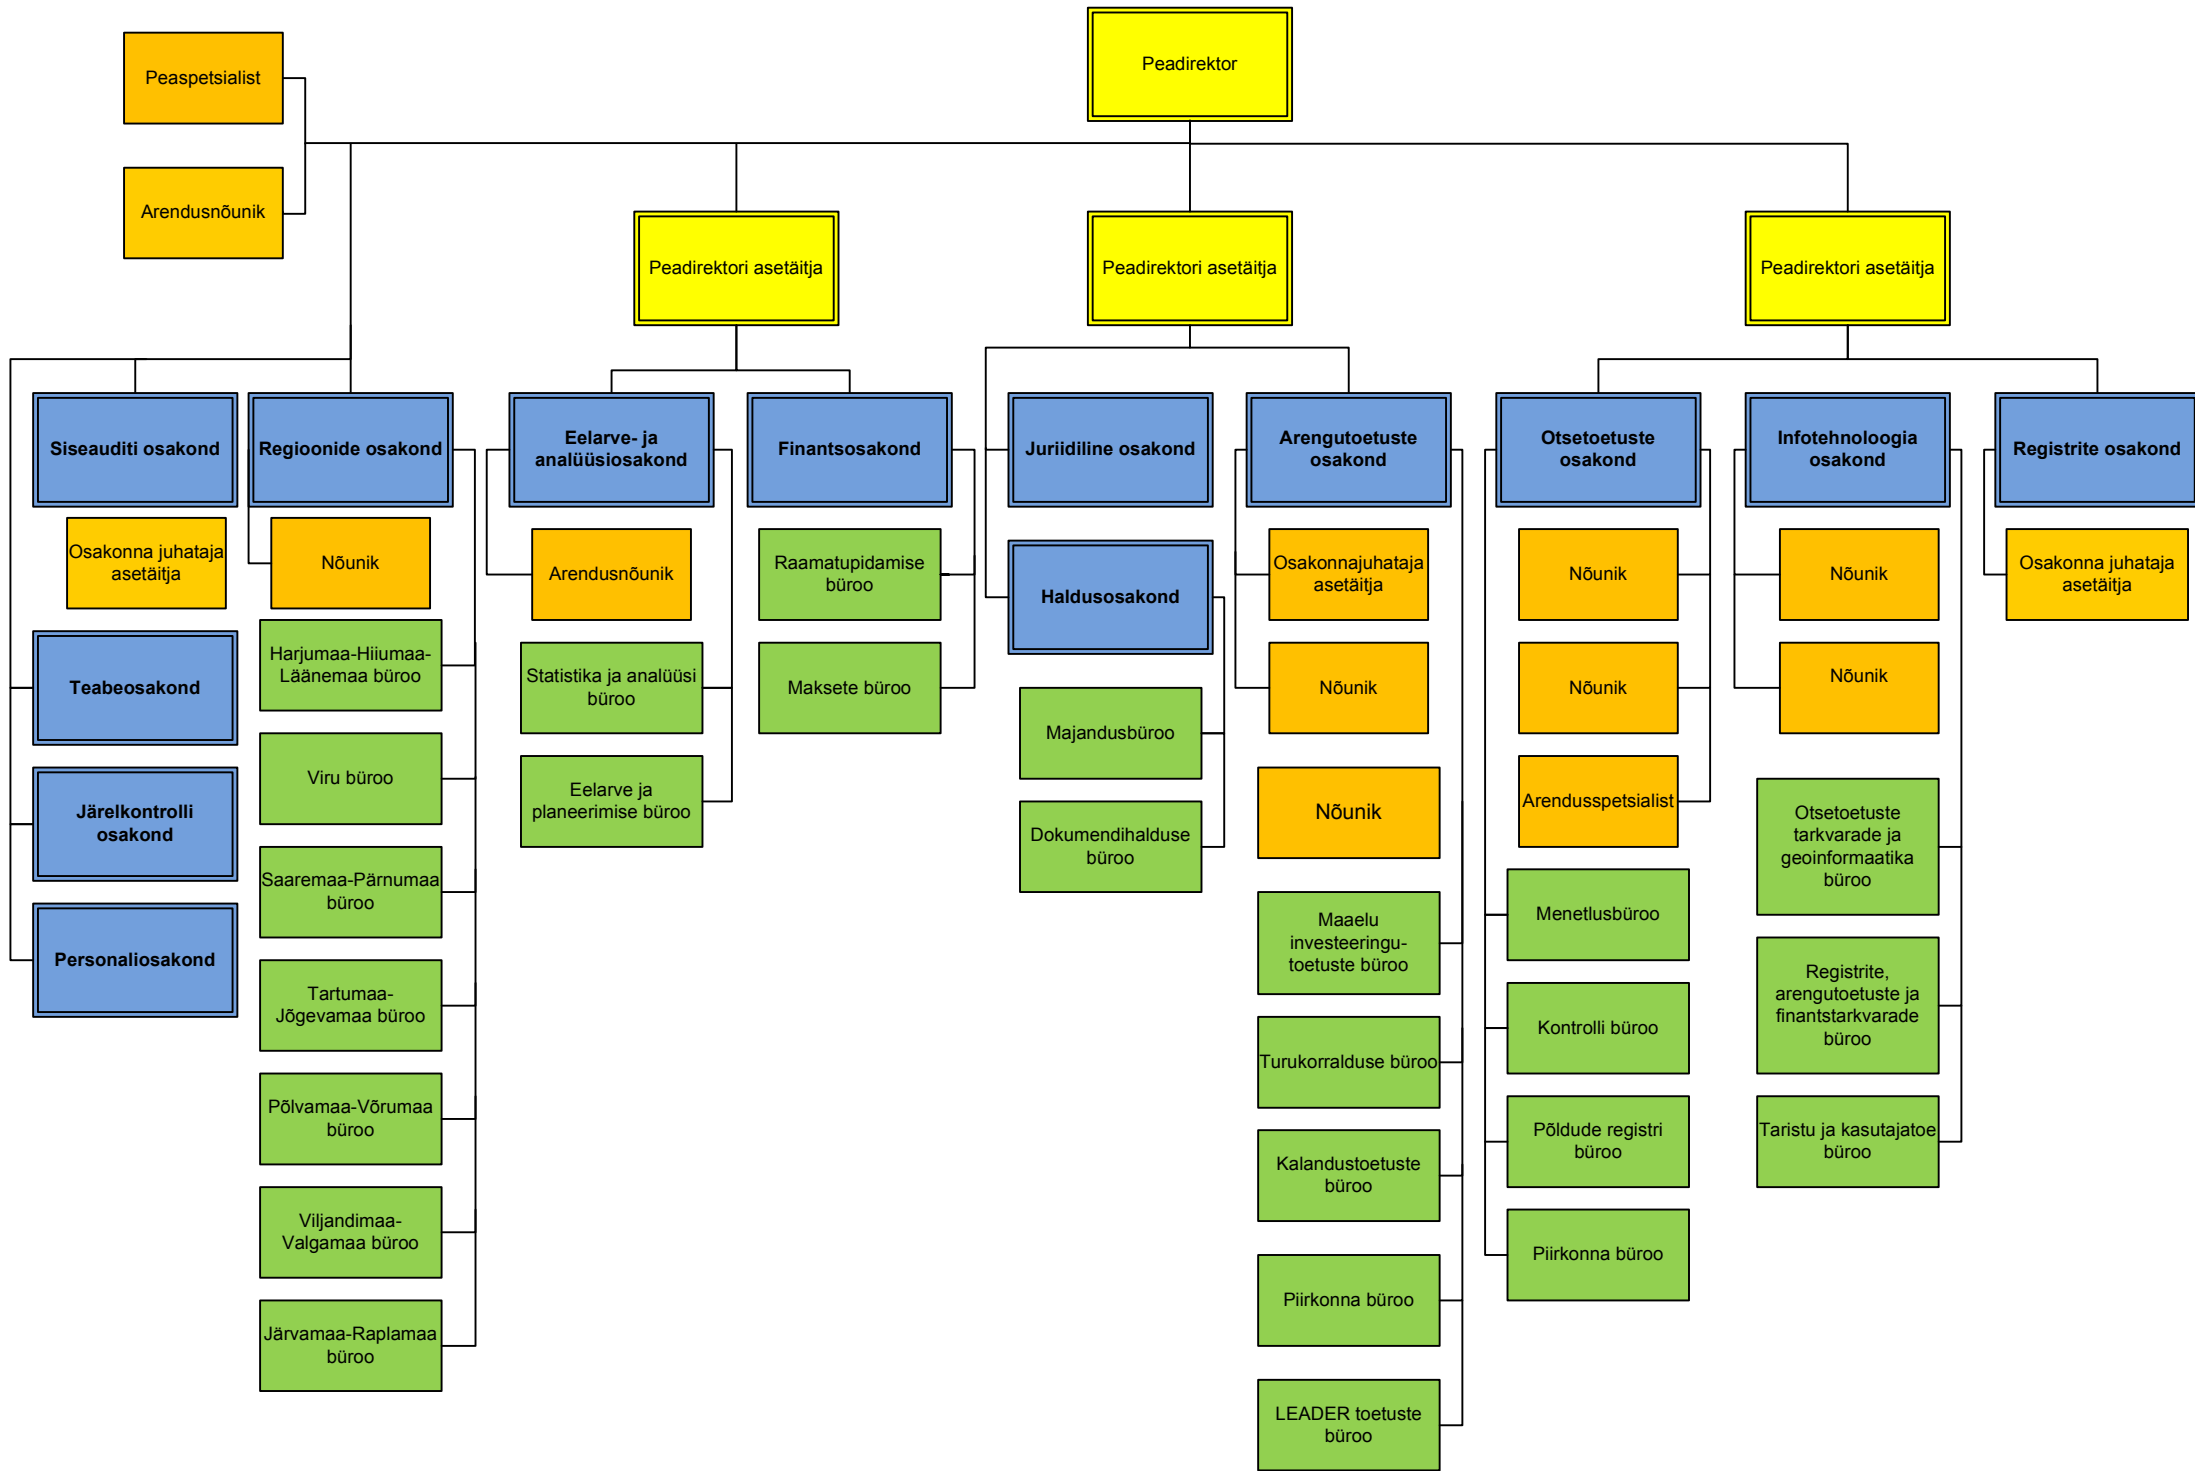 Peadirektor
Peaspetsialist
Arendusnõunik
Peadirektori asetäitja
Peadirektori asetäitja
Peadirektori asetäitja
Siseauditi osakond
Osakonna juhataja
asetäitja
Teabeosakond
Järelkontrolli
osakond
Personaliosakond
Regioonide osakond
Nõunik
Harjumaa-Hiiumaa-
Läänemaa büroo
Viru büroo
Saaremaa-Pärnumaa
büroo
Tartumaa-
Jõgevamaa büroo
Põlvamaa-Võrumaa
büroo
Viljandimaa-
Valgamaa büroo
Järvamaa-Raplamaa
büroo
Eelarve- ja
analüüsiosakond
Arendusnõunik
Statistika ja analüüsi
büroo
Eelarve ja
planeerimise büroo
Finantsosakond
Raamatupidamise
büroo
Maksete büroo
Juriidiline osakond
Haldusosakond
Majandusbüroo
Dokumendihalduse
büroo
Arengutoetuste
osakond
Osakonnajuhataja
asetäitja
Nõunik
Nõunik
Maaelu
investeeringu-
toetuste büroo
Turukorralduse büroo
Kalandustoetuste
büroo
Piirkonna büroo
LEADER toetuste
büroo
Otsetoetuste
osakond
Nõunik
Nõunik
Arendusspetsialist
Menetlusbüroo
Kontrolli büroo
Põldude registri
büroo
Piirkonna büroo
Infotehnoloogia
osakond
Nõunik
Nõunik
Otsetoetuste
tarkvarade ja
geoinformaatika
büroo
Registrite,
arengutoetuste ja
finantstarkvarade
büroo
Taristu ja kasutajatoe
büroo
Registrite osakond
Osakonna juhataja
asetäitja